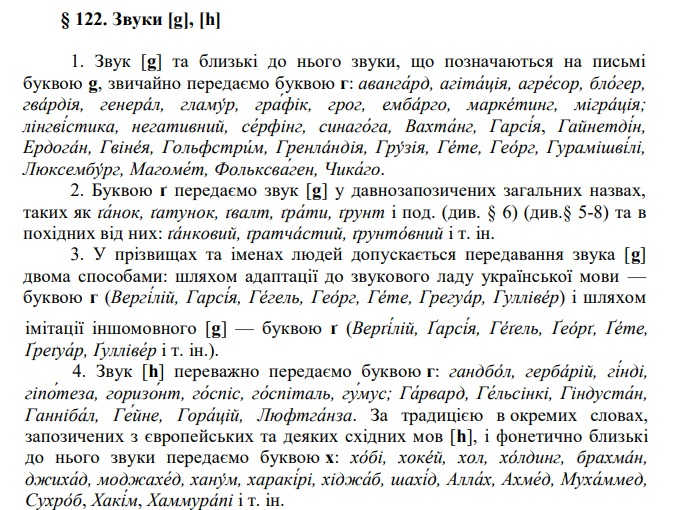 § 122. Звуки [g], [h]
1. Звук [g] та близькі до нього звуки, що позначаються на письмі
буквою g, звичайно передаємо буквою г: аванга́рд, агіта́ція, агре́сор, бло́гер,
гва́рдія, генера́л, гламу́р, гра́фік, грог, емба́рго, марке́тинг, мігра́ція;
лінгві́стика, негативний, се́рфінг, синаго́га, Вахта́нг, Гарсі́я, Гайнетді́н,
Ердога́н, Гвіне́я, Гольфстри́м, Гренла́ндія, Гру́зія, Ге́те, Гео́рг, Гурамішві́лі,
Люксембу́рг, Магоме́т, Фольксва́ген, Чика́го.
2. Буквою ґ передаємо звук [g] у давнозапозичених загальних назвах,
таких як ґа́нок, ґатунок, ґвалт, ґра́ти, ґрунт і под. (див. § 6) (див.§ 5-8) та в
похідних від них: ґа́нковий, ґратча́стий, ґрунто́вний і т. ін.
3. У прізвищах та іменах людей допускається передавання звука [g]
двома способами: шляхом адаптації до звукового ладу української мови —
буквою г (Вергі́лій, Гарсі́я, Ге́гель, Гео́рг, Ге́те, Грегуа́р, Гулліве́р) і шляхом
імітації іншомовного [g] — буквою ґ (Верґі́лій, Ґарсі́я, Ге́ґель, Ґео́рґ, Ґе́те,
Ґреґуа́р, Ґулліве́р і т. ін.).
4. Звук [h] переважно передаємо буквою г: гандбо́л, герба́рій, гі́нді,
гіпо́теза, горизо́нт, го́спіс, го́спіталь, гу́мус; Га́рвард, Ге́льсінкі, Гіндуста́н,
Ганніба́л, Ге́йне, Гора́цій, Люфтга́нза. За традицією в окремих словах,
запозичених з європейських та деяких східних мов [h], і фонетично близькі
до нього звуки передаємо буквою х: хо́бі, хоке́й, хол, хо́лдинг, брахма́н,
джиха́д, моджахе́д, хану́м, харакі́рі, хіджа́б, шахі́д, Алла́х, Ахме́д, Муха́ммед,
Сухро́б, Хакі́м, Хаммура́пі і т. ін.